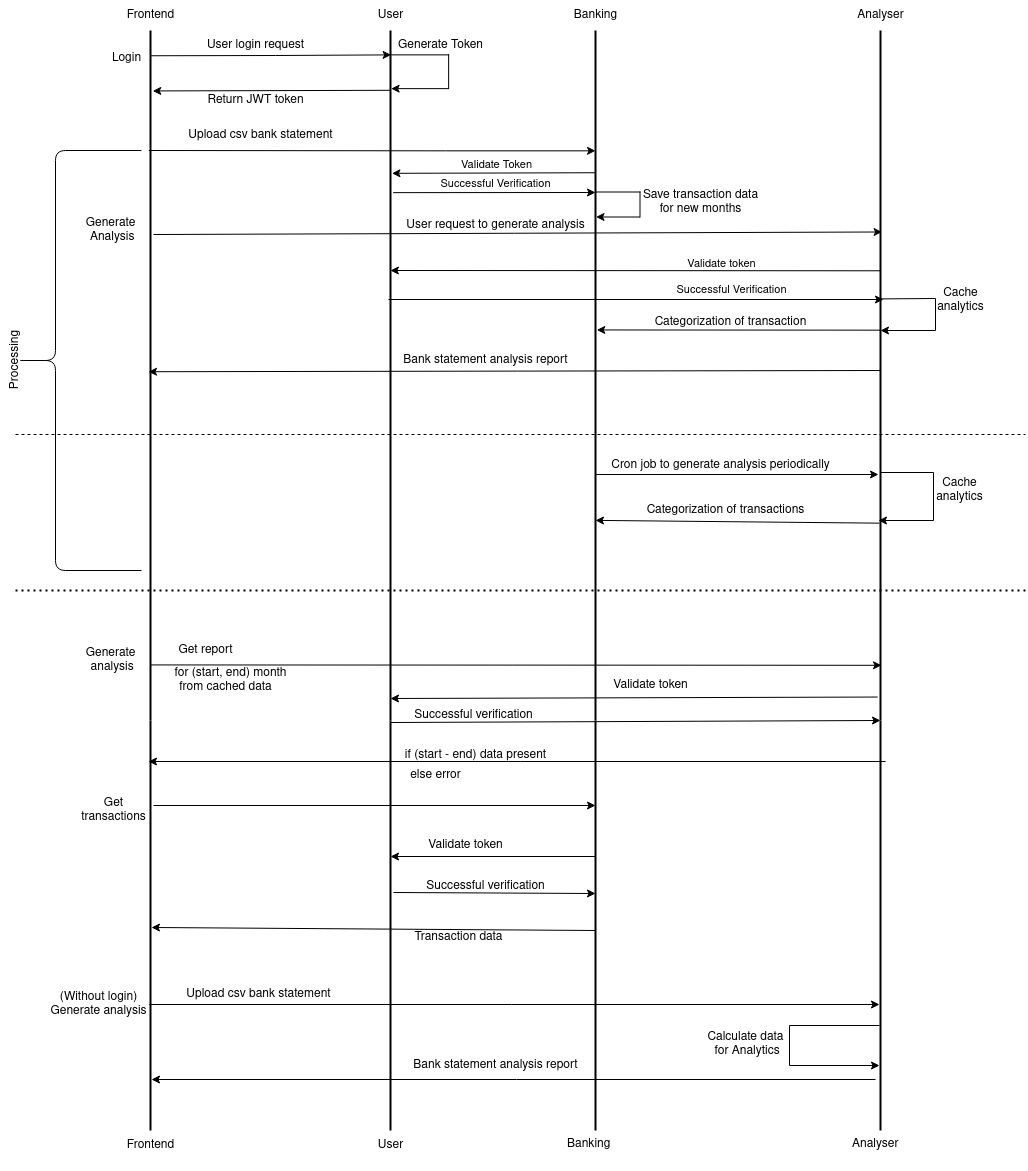 Frontend
User
Banking
Analyser
User login request
Generate Token
Login
Return JWT token
Upload csv bank statement
Validate Token
Successful Verification
Save transaction data
for new months
Generate
Analysis
User request to generate analysis
Validate token
Successful Verification
Cache
analytics
Categorization of transaction
Processing
Bank statement analysis report
Cron job to generate analysis periodically
Cache
analytics
Categorization of transactions
Generate
analysis
Get report
for (start, end) month
from cached data
Validate token
Successful verification
if (start - end) data present
else error
Get
transactions
Validate token
Successful verification
Transaction data
(Without login)
Generate analysis
Upload csv bank statement
Calculate data
for Analytics
Bank statement analysis report
Frontend
User
Banking
Analyser